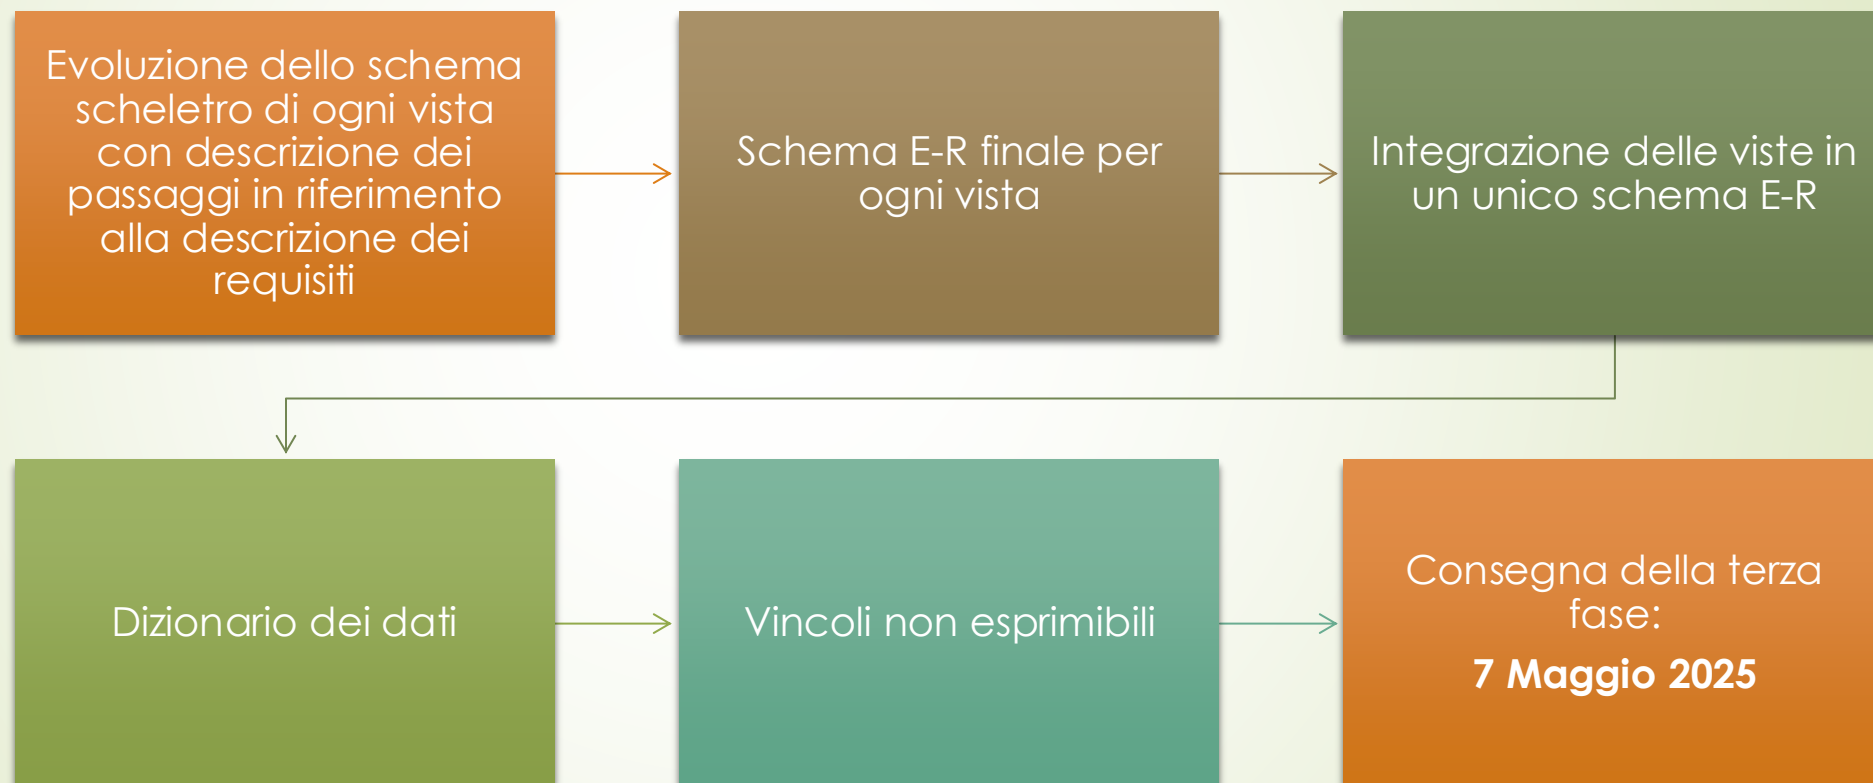 Evoluzione dello schema
scheletro di ogni vista
con descrizione dei
passaggi in riferimento
alla descrizione dei
requisiti
Schema E-R finale per
ogni vista
Integrazione delle viste in
un unico schema E-R
Dizionario dei dati
Vincoli non esprimibili
Consegna della terza
fase:
7 Maggio 2025